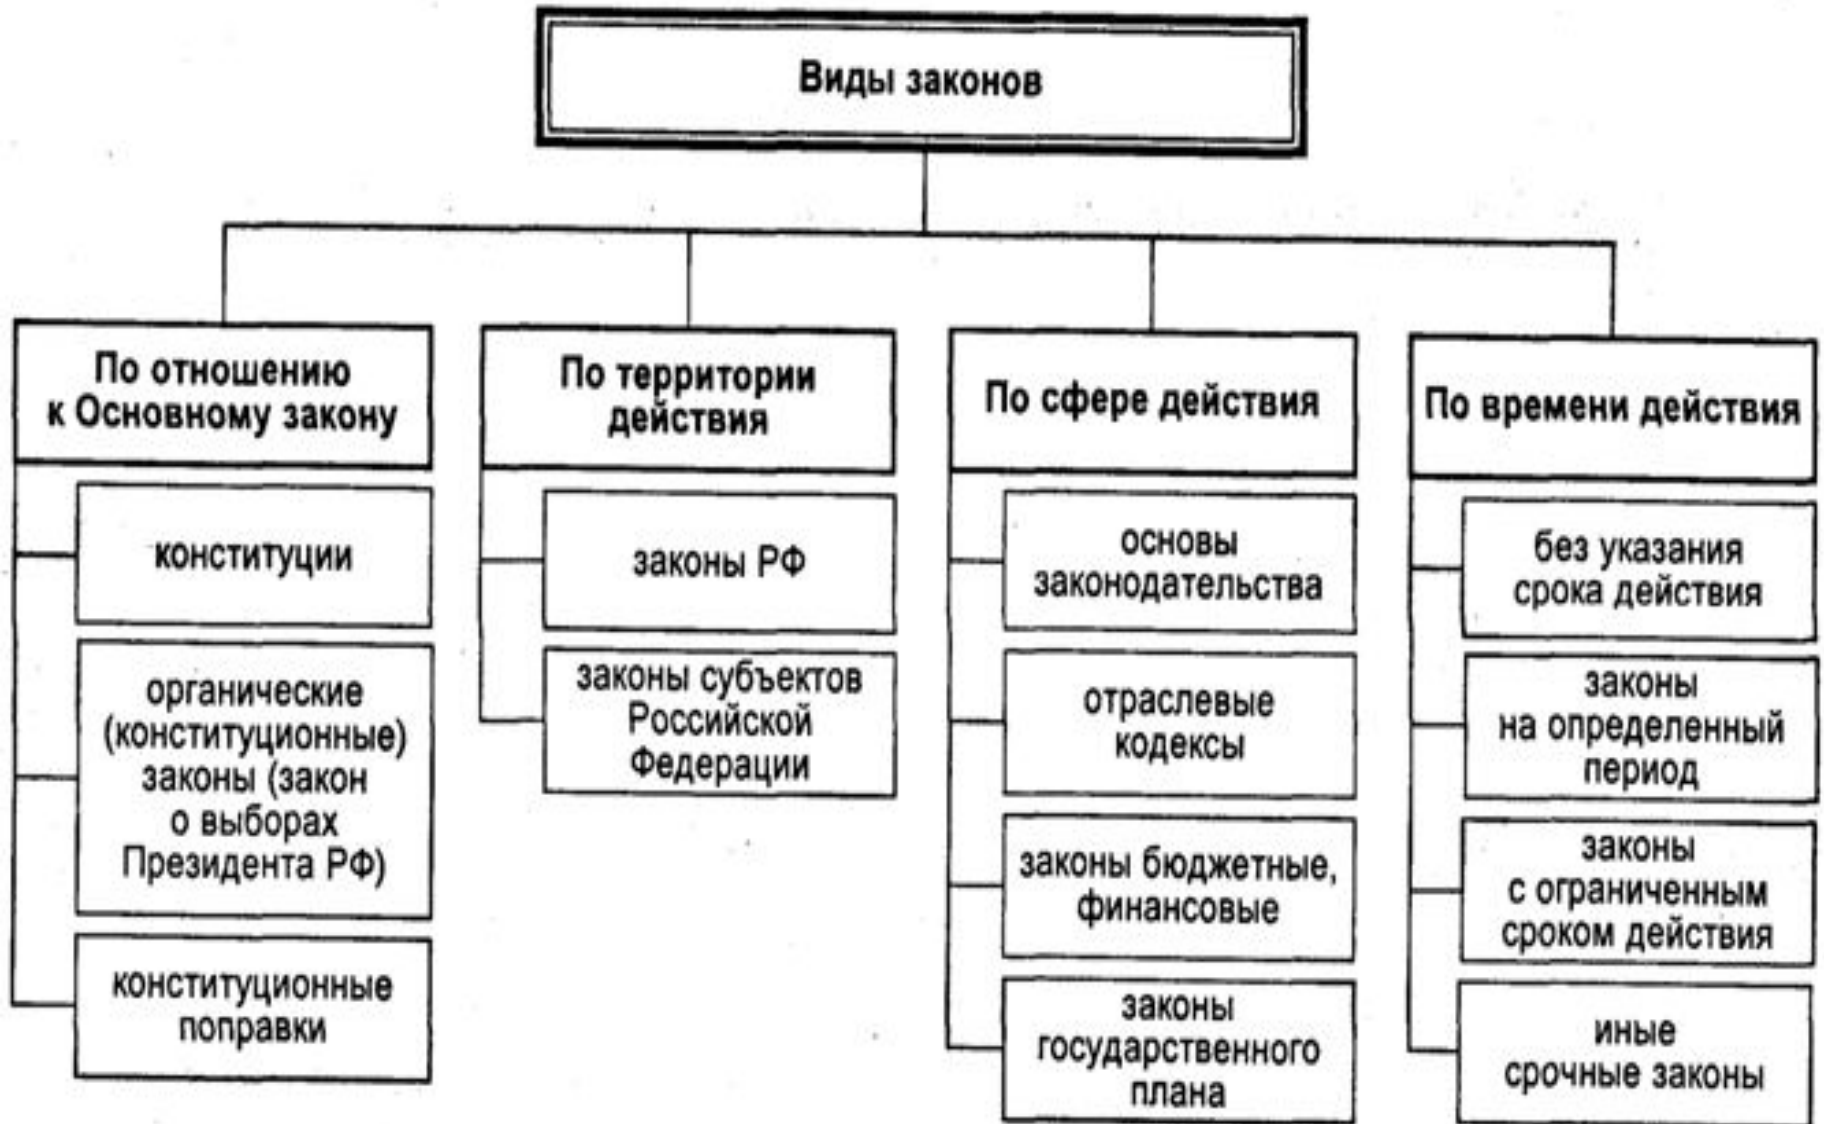 Виды законов
По отношению
к Основному закону
конституции
органические
(конституционные)
законы (закон
о выборах
Президента РФ)
конституционные
поправки
По территории
действия
законы РФ
законы субъектов
Российской
Федерации
По сфере действия
основы
законодательства
отраслевые
кодексы
законы бюджетные,
финансовые
законы
государственного
плана
По времени действия
без указания
срока действия
законы
на определенный
период
законы
с ограниченным
сроком действия
иные
срочные законы